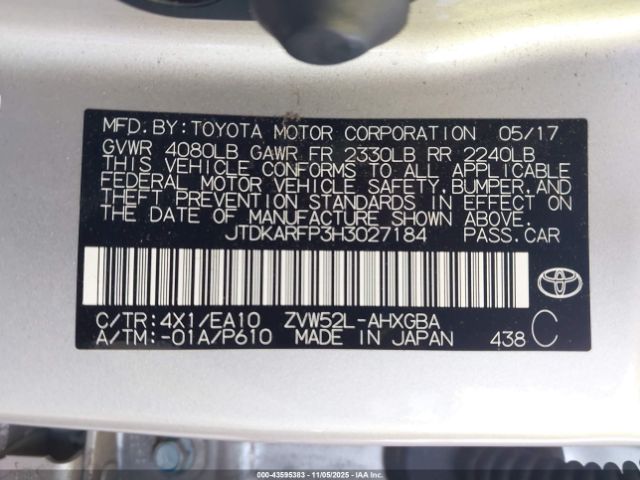 MFD.BY:TOYOTA MOTOR CORPORATION 05/17
GVWR 4080LB GAWR FR 2330LB RR 2240LB
THIS VEHICLE CONFORMS TO ALL APPLICABLE
FEDERAL MOTOR VEHICLE SAFETY,BUMPER,AND
THEFT PREVENTION STANDARDS IN EFFECT ON
THE DATE OF MANUFACTURE SHOWN ABOVE.
JTDKARFP3H3027184 PASS.CAR
C/TR:4X1/EA10 ZVW52L-AHXGBA
A/TM:-01A/P610 MADE IN JAPAN 438 C
000-43595383 - 11/05/2025 - IAAI.COM